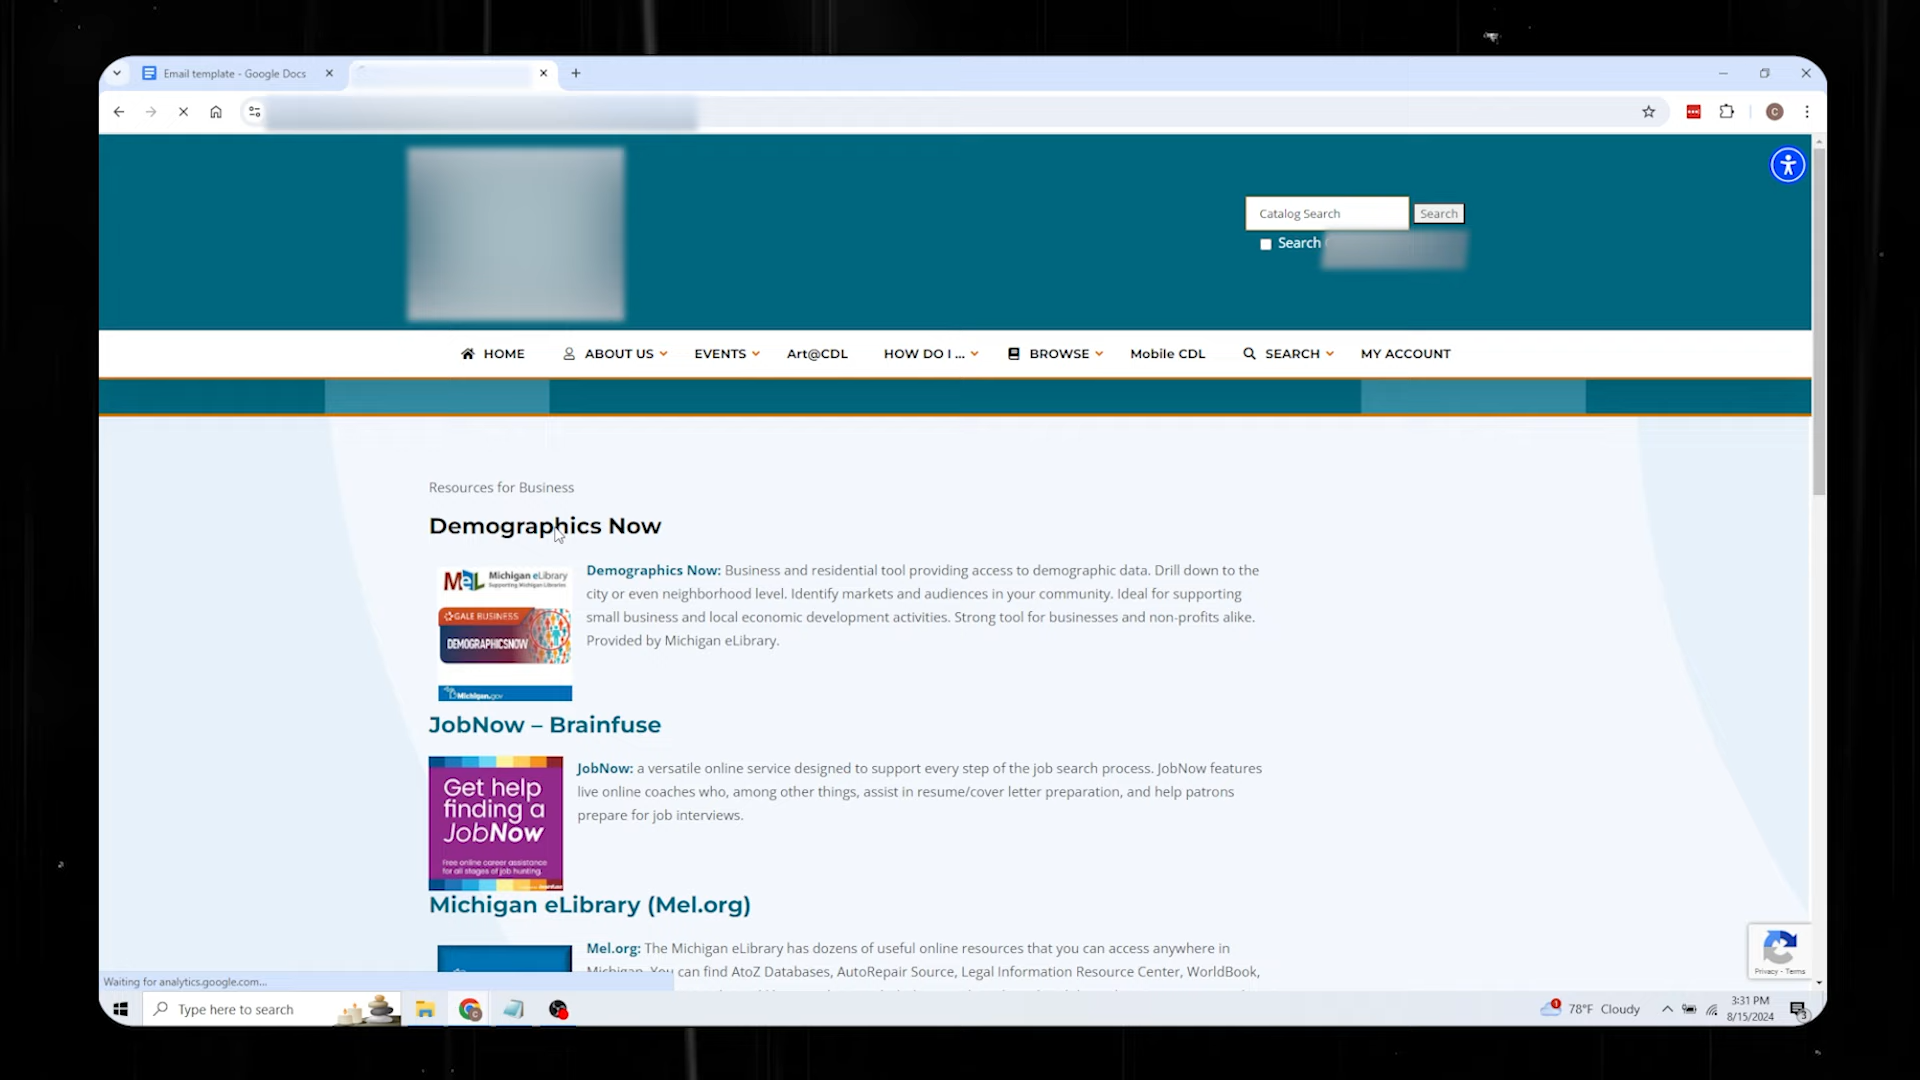 Email template - Google Docs
Catalog Search
Search
Search
HOME
ABOUT US
EVENTS
Art@CDL
HOW DO I ...
BROWSE
Mobile CDL
SEARCH
MY ACCOUNT
Resources for Business
Demographics Now
MeL Michigan eLibrary
Supporting Michigan Libraries
GALE BUSINESS
DEMOGRAPHICSNOW
Michigan.gov
Demographics Now: Business and residential tool providing access to demographic data. Drill down to the
city or even neighborhood level. Identify markets and audiences in your community. Ideal for supporting
small business and local economic development activities. Strong tool for businesses and non-profits alike.
Provided by Michigan eLibrary.
JobNow – Brainfuse
Get help
finding a
JobNow
Free online career assistance
for all stages of job hunting.
JobNow: a versatile online service designed to support every step of the job search process. JobNow features
live online coaches who, among other things, assist in resume/cover letter preparation, and help patrons
prepare for job interviews.
Michigan eLibrary (Mel.org)
Mel.org: The Michigan eLibrary has dozens of useful online resources that you can access anywhere in
Michigan. You can find AtoZ Databases, AutoRepair Source, Legal Information Resource Center, WorldBook,
Privacy - Terms
Waiting for analytics.google.com...
Type here to search
78°F Cloudy
3:31 PM
8/15/2024
3